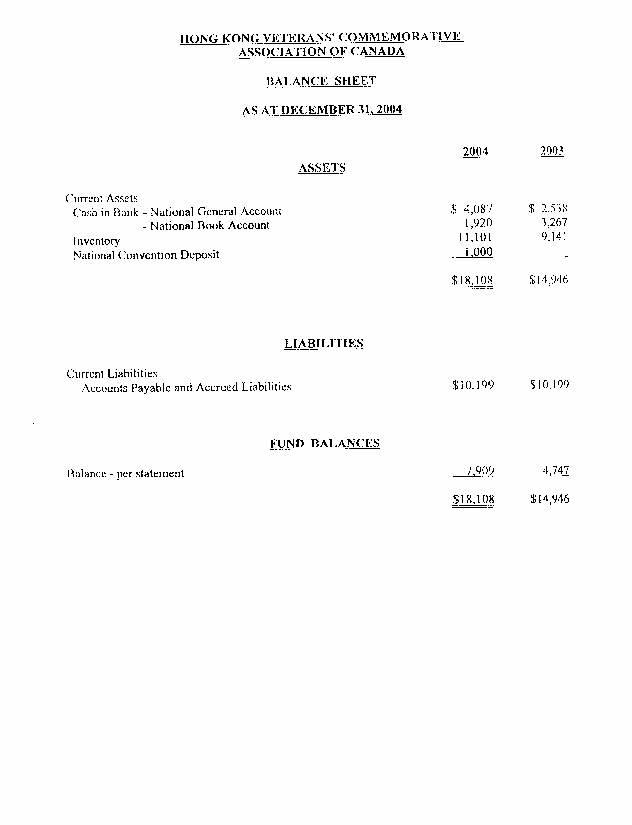 HONG KONG VETERANS' COMMEMORATIVE
ASSOCIATION OF CANADA
BALANCE SHEET
AS AT DECEMBER 31, 2004
2004 2003
ASSETS
Current Assets
Cash in Bank - National General Account $ 4,087 $ 2,538
- National Book Account 1,920 3,267
Inventory 11,101 9,141
National Convention Deposit 1,000 -
$18,108 $14,946
LIABILITIES
Current Liabilities
Accounts Payable and Accrued Liabilities $10,199 $10,199
FUND BALANCES
Balance - per statement 7,909 4,747
$18,108 $14,946